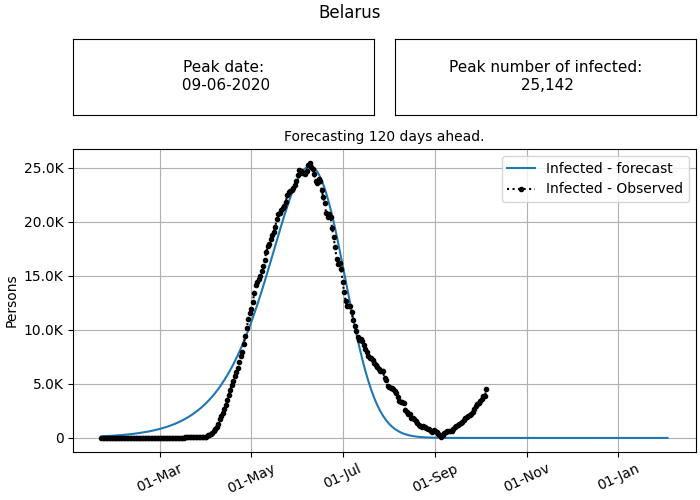 Belarus
Peak date:
09-06-2020
Peak number of infected:
25,142
Forecasting 120 days ahead.
Infected - forecast
Infected - Observed
Persons
25.0K
20.0K
15.0K
10.0K
5.0K
0
01-Mar
01-May
01-Jul
01-Sep
01-Nov
01-Jan